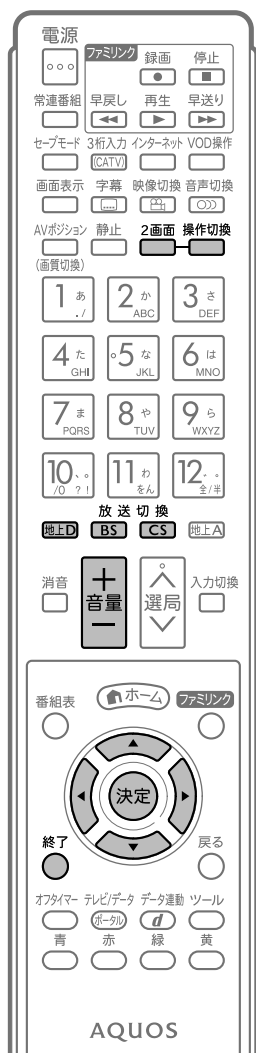 電源 ファミリンク 録画 停止
常連番組 早戻し 再生 早送り
セーブモード 3桁入力 インターネット VOD操作
(CATV)
画面表示 字幕 映像切換 音声切換
AVポジション 静止 2画面 操作切換
(画質切換)
1 あ ./
2 か ABC
3 さ DEF
4 た GHI
5 な JKL
6 は MNO
7 ま PQRS
8 や TUV
9 ら WXYZ
10 、。 /0 ?!
11 わ をん
12 ゛゜ 全/半
放送切換
地上D BS CS 地上A
消音 + 音量 - 選局 入力切換
番組表 ホーム ファミリンク
決定
終了 戻る
オフタイマー テレビ/データ データ連動 ツール
ポータル d
青 赤 緑 黄
AQUOS